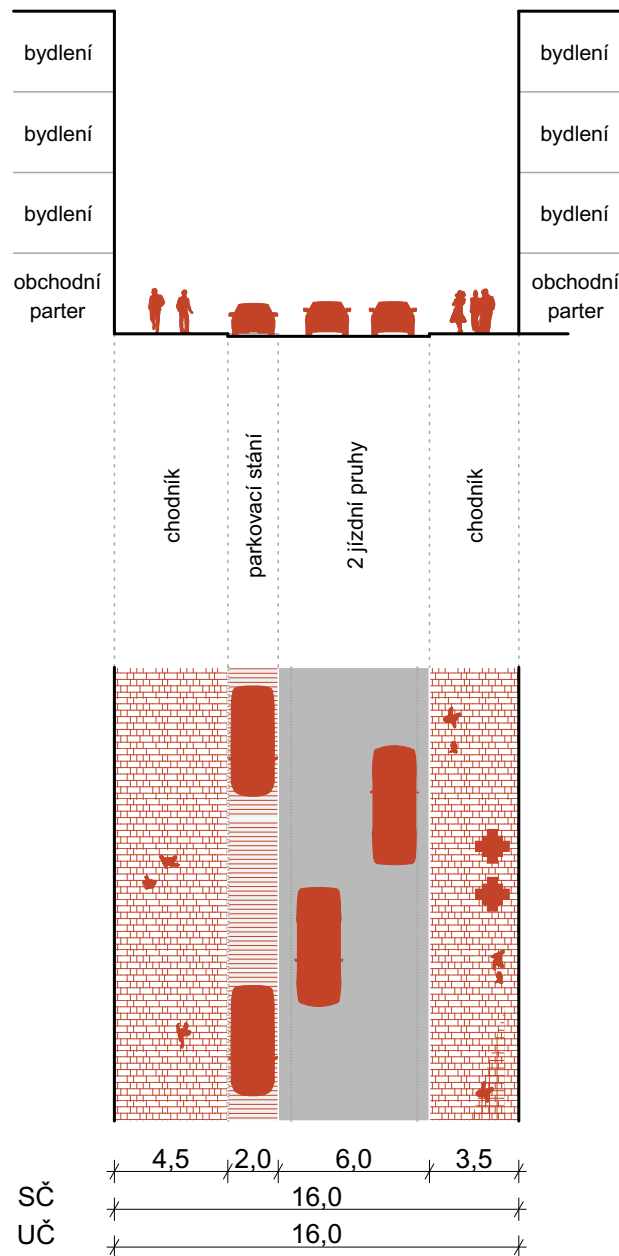 bydlení
bydlení
bydlení
bydlení
bydlení
bydlení
obchodní
parter
obchodní
parter
chodník
parkovací stání
2 jízdní pruhy
chodník
4,5 2,0 6,0 3,5
SČ 16,0
UČ 16,0